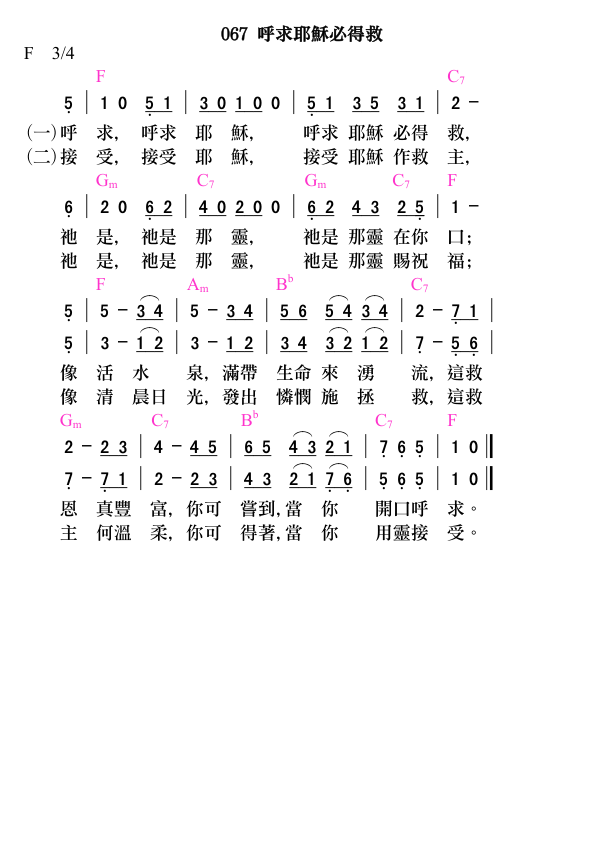 067 呼求耶穌必得救
F 3/4
F C7
5 | 1 0 5 1 | 3 0 1 0 0 | 5 1 3 5 3 1 | 2 −
(一)呼 求, 呼求 耶 穌, 呼求 耶穌 必得 救,
(二)接 受, 接受 耶 穌, 接受 耶穌 作救 主,
Gm C7 Gm C7 F
6 | 2 0 6 2 | 4 0 2 0 0 | 6 2 4 3 2 5 | 1 −
祂 是, 祂是 那 靈, 祂是 那靈 在你 口;
祂 是, 祂是 那 靈, 祂是 那靈 賜祝 福;
F Am Bb C7
5 | 5 − 3 4 | 5 − 3 4 | 5 6 5 4 3 4 | 2 − 7 1 |
5 | 3 − 1 2 | 3 − 1 2 | 3 4 3 2 1 2 | 7 − 5 6 |
像 活 水 泉, 滿帶 生命 來 湧 流, 這救
像 清 晨日 光, 發出 憐憫 施 拯 救, 這救
Gm C7 Bb C7 F
2 − 2 3 | 4 − 4 5 | 6 5 4 3 2 1 | 7 6 5 | 1 0 ‖
7 − 7 1 | 2 − 2 3 | 4 3 2 1 7 6 | 5 6 5 | 1 0 ‖
恩 真豐 富, 你可 嘗到, 當 你 開口呼 求。
主 何溫 柔, 你可 得著, 當 你 用靈接 受。